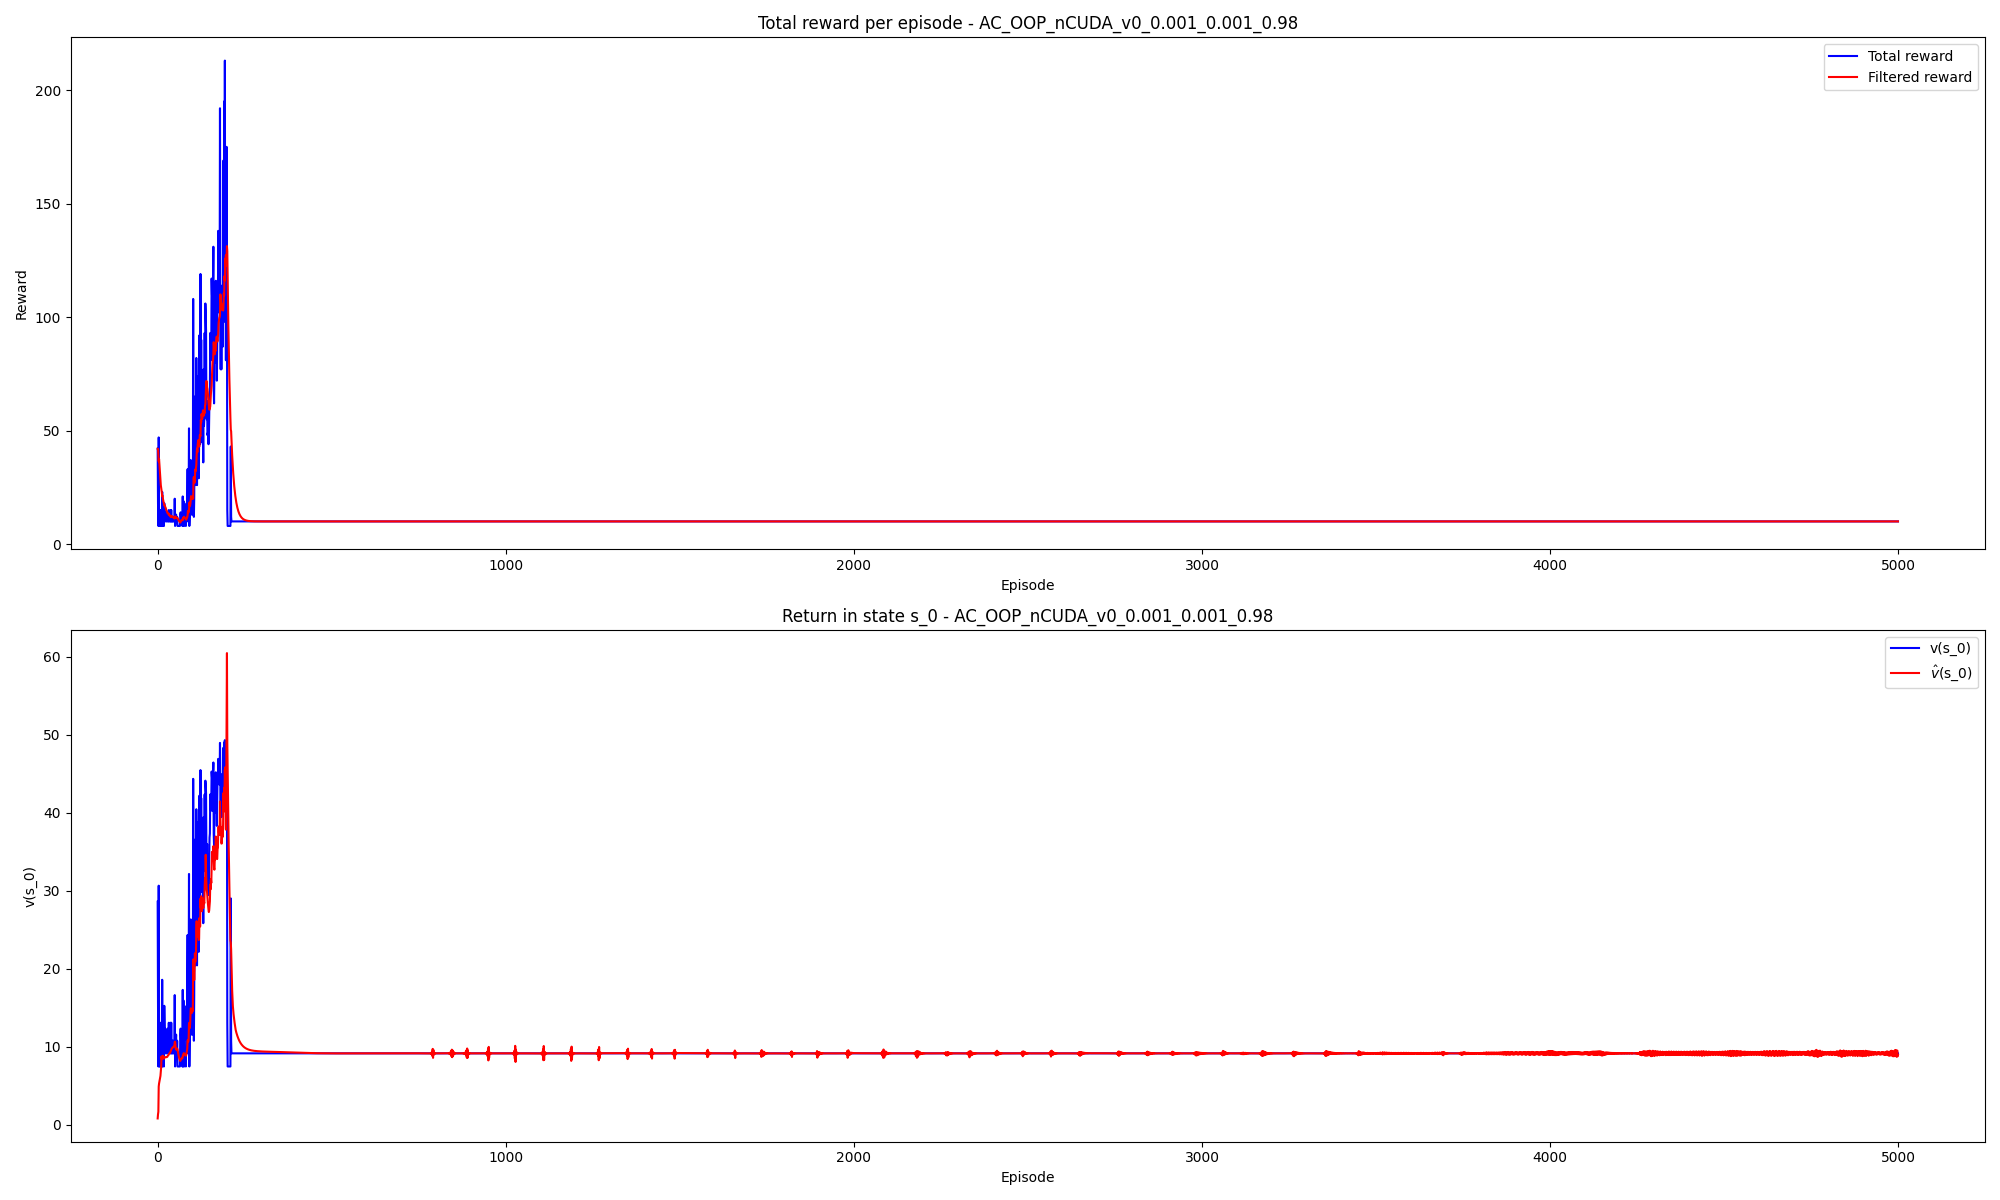 Total reward per episode - AC_OOP_nCUDA_v0_0.001_0.001_0.98
Total reward
Filtered reward
200
150
100
50
0
Reward
0
1000
2000
3000
4000
5000
Episode
Return in state s_0 - AC_OOP_nCUDA_v0_0.001_0.001_0.98
v(s_0)
v̂(s_0)
60
50
40
30
20
10
0
v(s_0)
0
1000
2000
3000
4000
5000
Episode